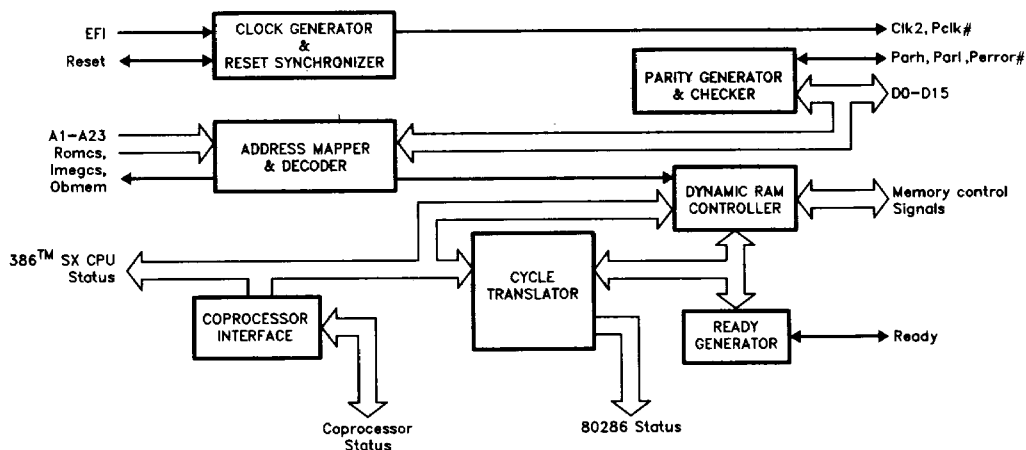 EFI
Reset
CLOCK GENERATOR
&
RESET SYNCHRONIZER
Clk2, Pclk#
Parh, Parl ,Perror#
D0-D15
PARITY GENERATOR
& CHECKER
A1-A23
Romcs,
Imegcs,
Obmem
ADDRESS MAPPER
& DECODER
DYNAMIC RAM
CONTROLLER
Memory control
Signals
386™ SX CPU
Status
CYCLE
TRANSLATOR
COPROCESSOR
INTERFACE
READY
GENERATOR
Ready
Coprocessor
Status
80286 Status